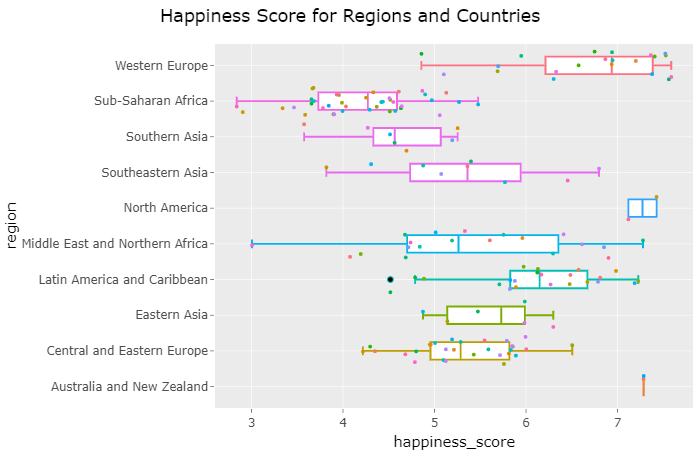 Happiness Score for Regions and Countries
Western Europe
Sub-Saharan Africa
Southern Asia
Southeastern Asia
North America
Middle East and Northern Africa
Latin America and Caribbean
Eastern Asia
Central and Eastern Europe
Australia and New Zealand
region
3 4 5 6 7
happiness_score